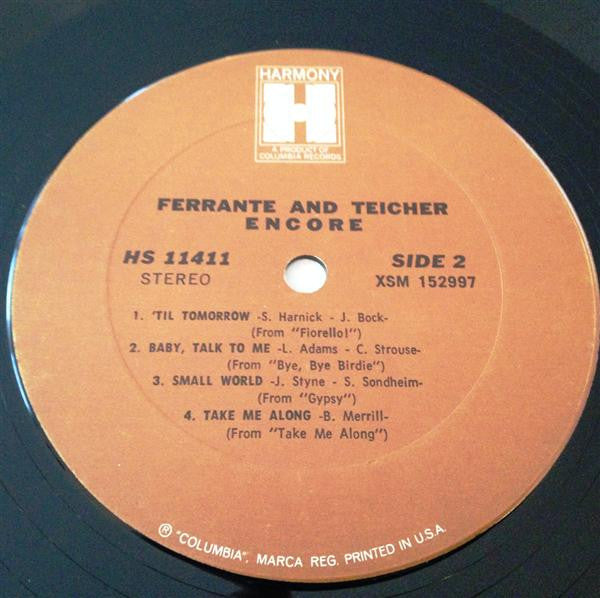 HARMONY
H
A PRODUCT OF
COLUMBIA RECORDS
FERRANTE AND TEICHER
ENCORE
HS 11411
STEREO
SIDE 2
XSM 152997
1. 'TIL TOMORROW -S. Harnick - J. Bock-
(From "Fiorello!")
2. BABY, TALK TO ME -L. Adams - C. Strouse-
(From "Bye, Bye Birdie")
3. SMALL WORLD -J. Styne - S. Sondheim-
(From "Gypsy")
4. TAKE ME ALONG -B. Merrill-
(From "Take Me Along")
® "COLUMBIA", MARCA REG. PRINTED IN U.S.A.